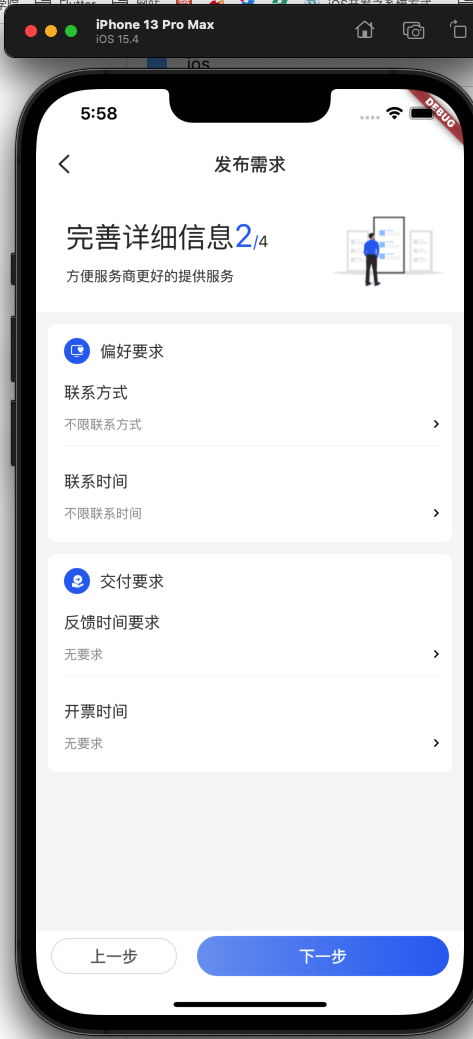 iPhone 13 Pro Max
iOS 15.4
ios
5:58
DEBUG
发布需求
完善详细信息2/4
方便服务商更好的提供服务
偏好要求
联系方式
不限联系方式
联系时间
不限联系时间
交付要求
反馈时间要求
无要求
开票时间
无要求
上一步
下一步